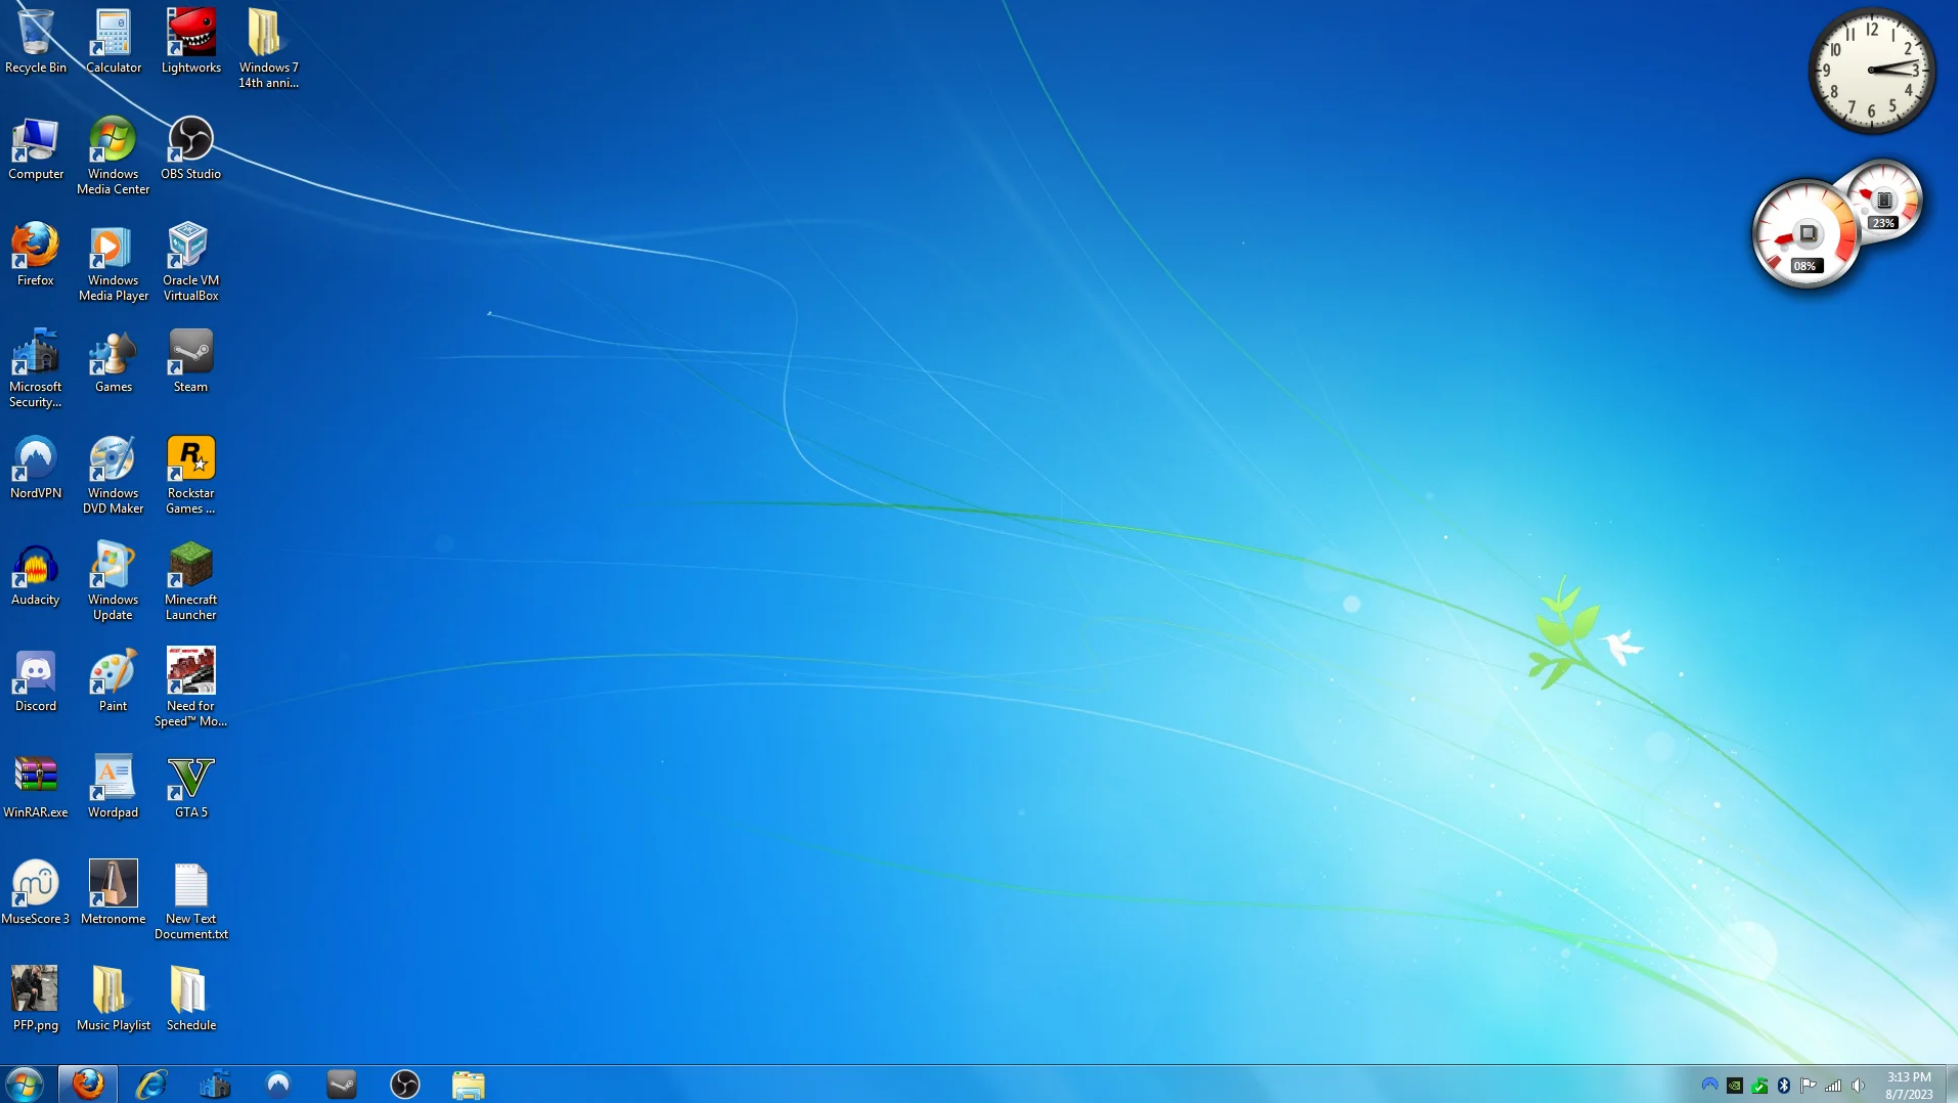 Recycle Bin
Calculator
Lightworks
Windows 7
14th anni...
Computer
Windows
Media Center
OBS Studio
Firefox
Windows
Media Player
Oracle VM
VirtualBox
Microsoft
Security...
Games
Steam
NordVPN
Windows
DVD Maker
Rockstar
Games ...
Audacity
Windows
Update
Minecraft
Launcher
Discord
Paint
Need for
Speed™ Mo...
WinRAR.exe
Wordpad
GTA 5
MuseScore 3
Metronome
New Text
Document.txt
PFP.png
Music Playlist
Schedule
12
1
2
3
4
5
6
7
8
9
10
11
23%
08%
3:13 PM
8/7/2023